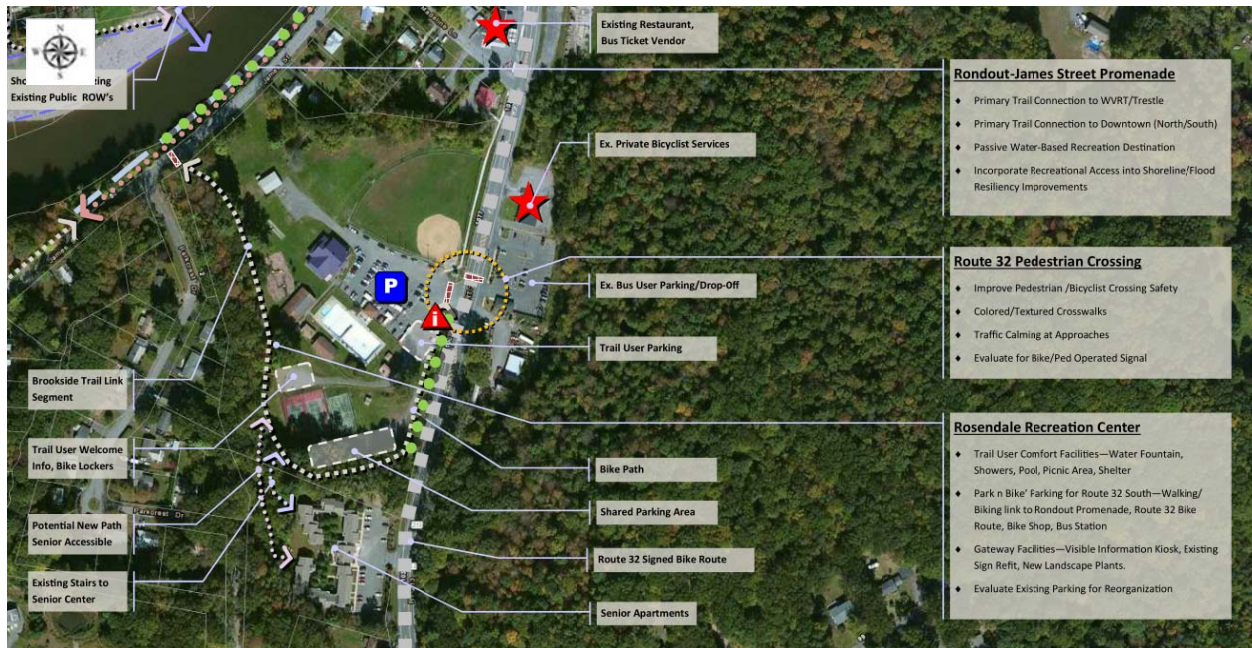 N
W E
S
Existing Public ROW's
Existing Restaurant,
Bus Ticket Vendor
Ex. Private Bicyclist Services
P
i
Ex. Bus User Parking/Drop-Off
Trail User Parking
Brookside Trail Link
Segment
Trail User Welcome
Info, Bike Lockers
Parkcrest Dr
Potential New Path
Senior Accessible
Existing Stairs to
Senior Center
Bike Path
Shared Parking Area
Route 32 Signed Bike Route
Senior Apartments
Rondout-James Street Promenade
♦ Primary Trail Connection to WVRT/Trestle
♦ Primary Trail Connection to Downtown (North/South)
♦ Passive Water-Based Recreation Destination
♦ Incorporate Recreational Access into Shoreline/Flood
Resiliency Improvements
Route 32 Pedestrian Crossing
♦ Improve Pedestrian /Bicyclist Crossing Safety
♦ Colored/Textured Crosswalks
♦ Traffic Calming at Approaches
♦ Evaluate for Bike/Ped Operated Signal
Rosendale Recreation Center
♦ Trail User Comfort Facilities—Water Fountain,
Showers, Pool, Picnic Area, Shelter
♦ Park n Bike' Farking for Route 32 South—Walking/
Biking link to Rondout Promenade, Route 32 Bike
Route, Bike Shop, Bus Station
♦ Gateway Facilities—Visible Information Kiosk, Existing
Sign Refit, New Landscape Plants.
♦ Evaluate Existing Parking for Reorganization